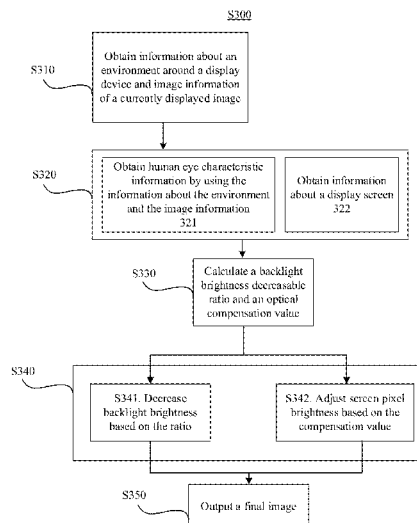 S300
S310
Obtain information about an
environment around a display
device and image information
of a currently displayed image
S320
Obtain human eye characteristic
information by using the
information about the environment
and the image information
321
Obtain information
about a display screen
322
S330
Calculate a backlight
brightness decreasable
ratio and an optical
compensation value
S340
S341. Decrease
backlight brightness
based on the ratio
S342. Adjust screen pixel
brightness based on the
compensation value
S350
Output a final image